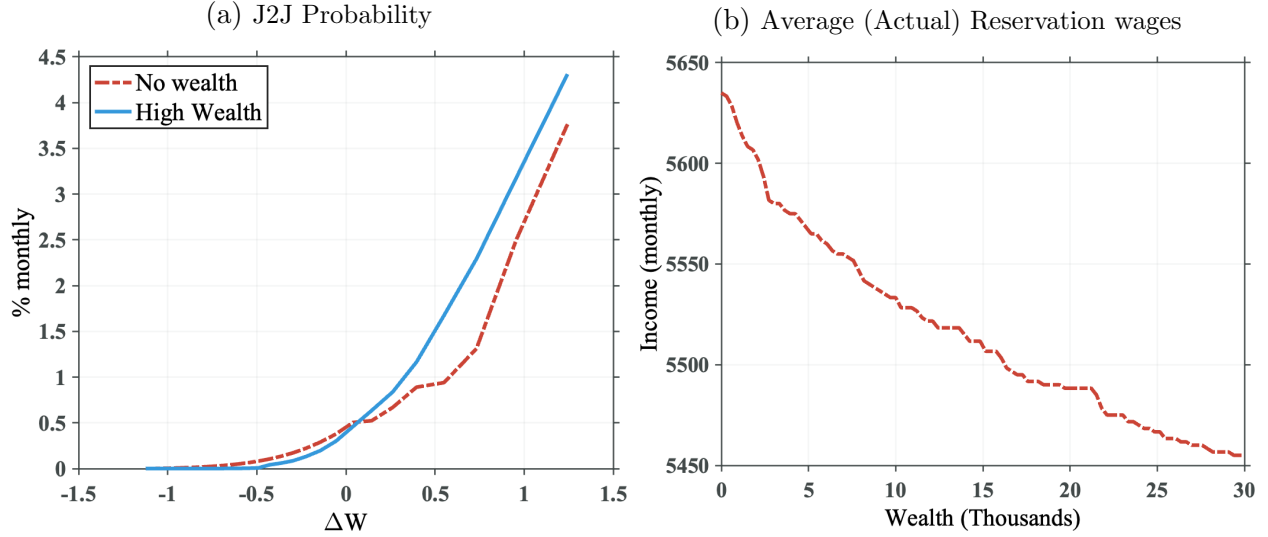 (a) J2J Probability
4.5
4
3.5
3
2.5
2
1.5
1
0.5
0
% monthly
No wealth
High Wealth
-1.5 -1 -0.5 0 0.5 1 1.5
ΔW
(b) Average (Actual) Reservation wages
5650
5600
5550
5500
5450
Income (monthly)
0 5 10 15 20 25 30
Wealth (Thousands)